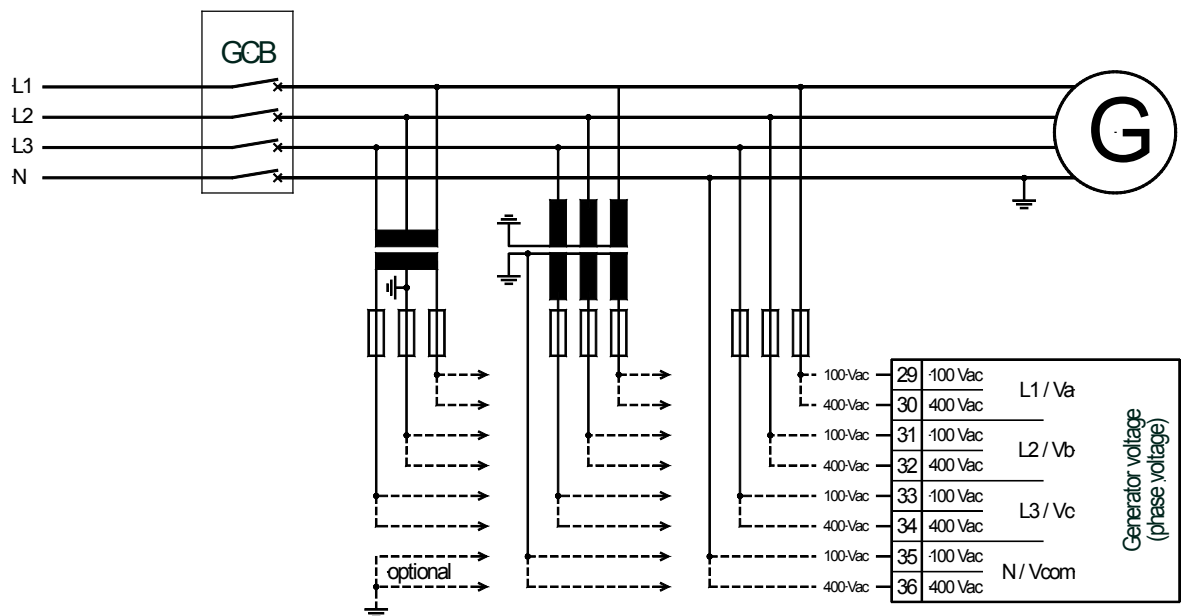 GCB
L1
L2
L3
N
G
100 Vac 29 100 Vac
L1 / Va
400 Vac 30 400 Vac
100 Vac 31 100 Vac
L2 / Vb
400 Vac 32 400 Vac
100 Vac 33 100 Vac
L3 / Vc
400 Vac 34 400 Vac
100 Vac 35 100 Vac
N / Vcom
400 Vac 36 400 Vac
optional
Generator voltage
(phase voltage)